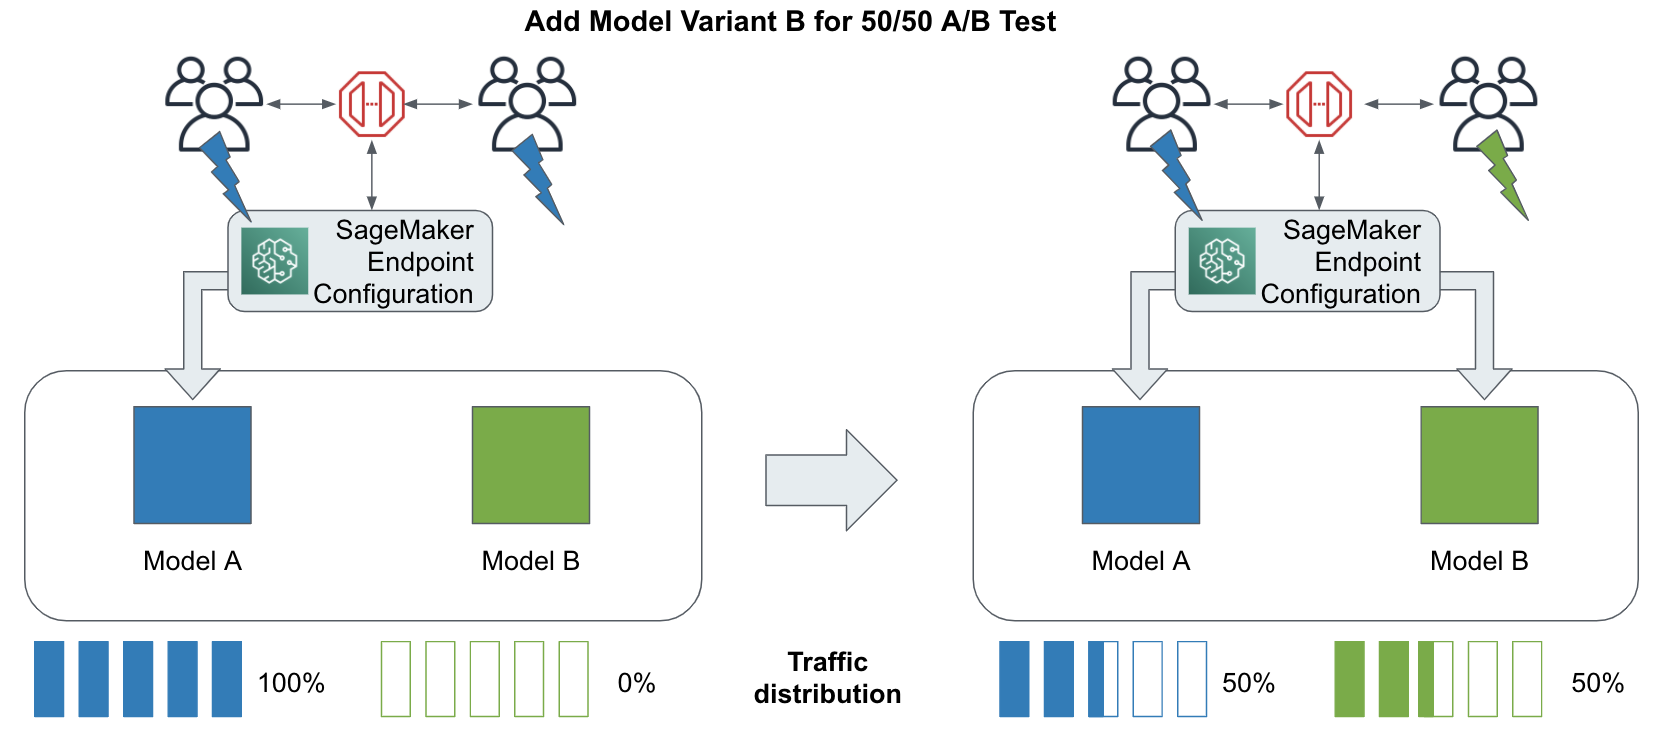 Add Model Variant B for 50/50 A/B Test
SageMaker
Endpoint
Configuration
Model A
Model B
100%
0%
Traffic
distribution
SageMaker
Endpoint
Configuration
Model A
Model B
50%
50%